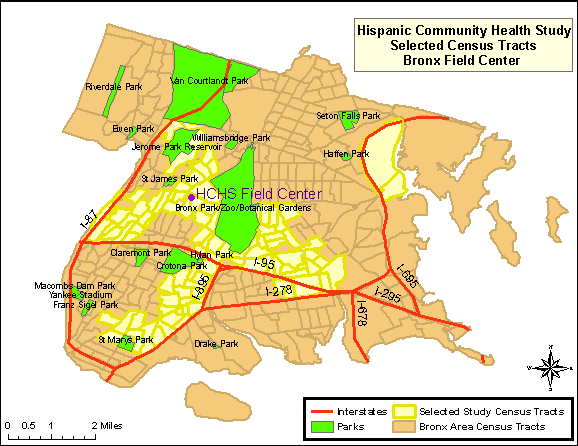 Hispanic Community Health Study
Selected Census Tracts
Bronx Field Center
Van Courtlandt Park
Riverdale Park
Seton Falls Park
Ewen Park
Williamsbridge Park
Jerome Park Reservoir
Haffen Park
St James Park
HCHS Field Center
Bronx Park/Zoo/Botanical Gardens
I-87
Claremont Park
Hylan Park
I-95
Crotona Park
I-695
I-895
Macombs Dam Park
I-278
I-295
Yankee Stadium
Franz Sigel Park
I-678
St Marys Park
Drake Park
Interstates
Selected Study Census Tracts
Parks
Bronx Area Census Tracts
0 0.5 1 2 Miles
N